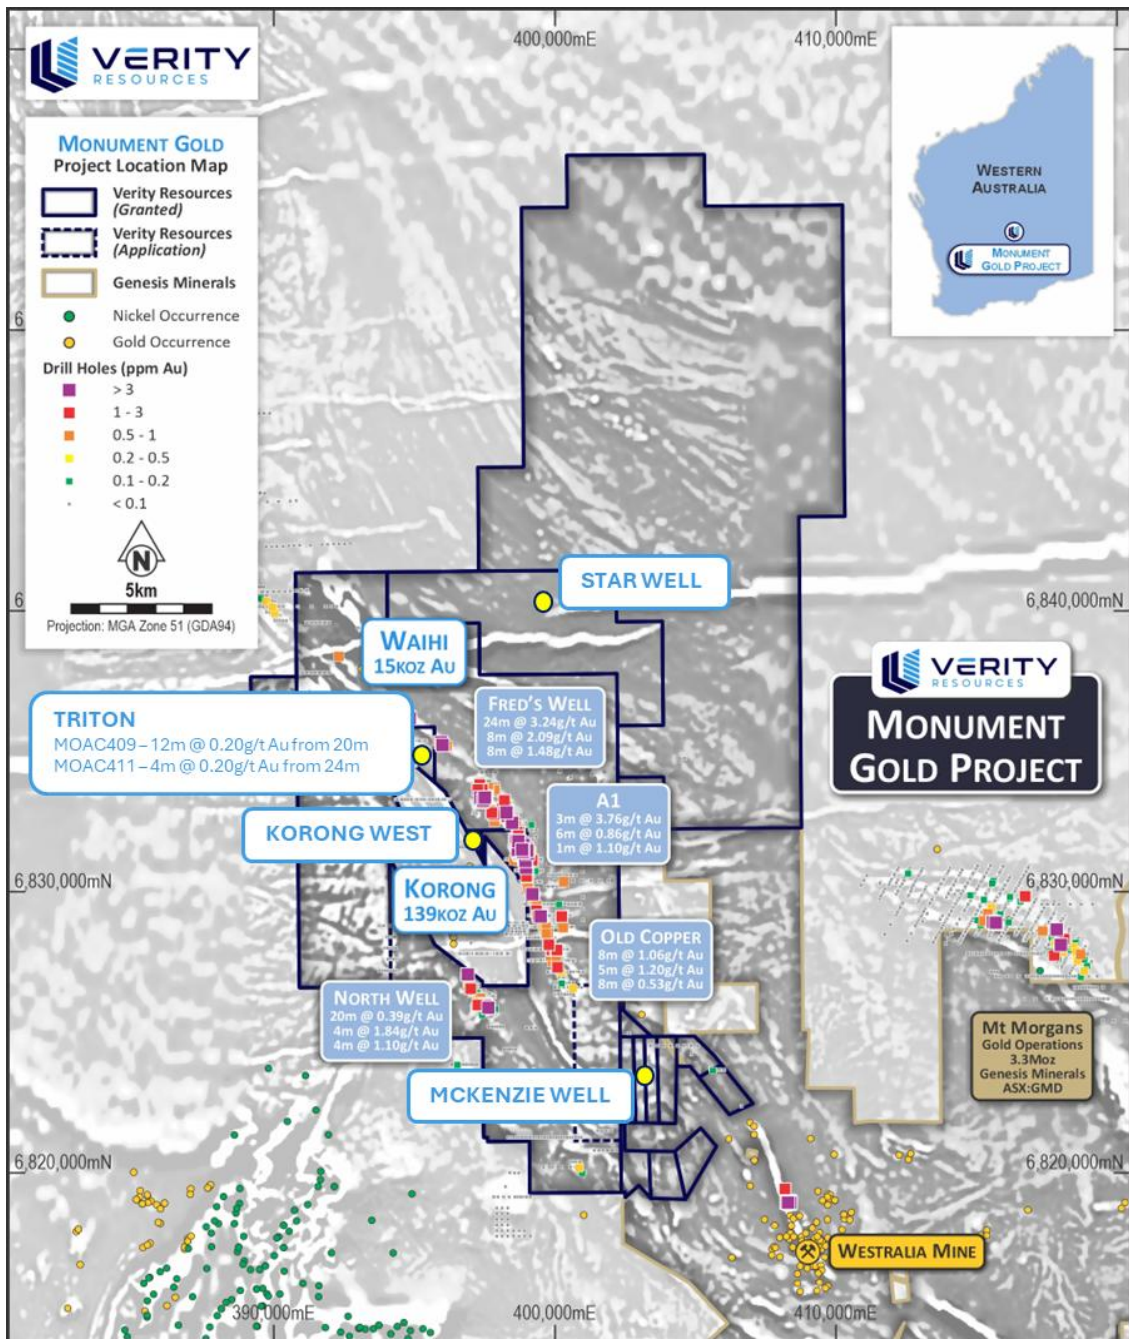 VERITY
RESOURCES
400,000mE
410,000mE
MONUMENT GOLD
Project Location Map
Verity Resources
(Granted)
Verity Resources
(Application)
Genesis Minerals
Nickel Occurrence
Gold Occurrence
Drill Holes (ppm Au)
> 3
1 - 3
0.5 - 1
0.2 - 0.5
0.1 - 0.2
< 0.1
N
5km
Projection: MGA Zone 51 (GDA94)
WESTERN
AUSTRALIA
MONUMENT
GOLD PROJECT
STAR WELL
6,840,000mN
WAIHI
15KOZ AU
VERITY
RESOURCES
MONUMENT
GOLD PROJECT
TRITON
MOAC409 – 12m @ 0.20g/t Au from 20m
MOAC411 – 4m @ 0.20g/t Au from 24m
FRED'S WELL
24m @ 3.24g/t Au
8m @ 2.09g/t Au
8m @ 1.48g/t Au
A1
3m @ 3.76g/t Au
6m @ 0.86g/t Au
1m @ 1.10g/t Au
KORONG WEST
6,830,000mN
KORONG
139KOZ AU
6,830,000mN
OLD COPPER
8m @ 1.06g/t Au
5m @ 1.20g/t Au
8m @ 0.53g/t Au
NORTH WELL
20m @ 0.39g/t Au
4m @ 1.84g/t Au
4m @ 1.10g/t Au
Mt Morgans
Gold Operations
3.3Moz
Genesis Minerals
ASX:GMD
MCKENZIE WELL
6,820,000mN
6,820,000mN
WESTRALIA MINE
390,000mE
400,000mE
410,000mE